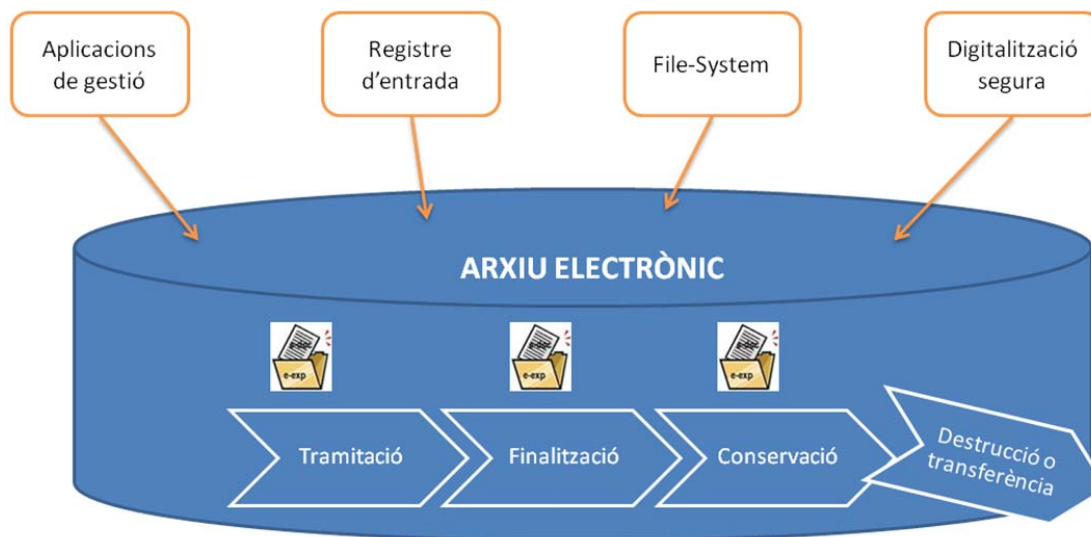 Aplicacions
de gestió
Registre
d'entrada
File-System
Digitalització
segura
ARXIU ELECTRÒNIC
e-doc
e-exp
e-doc
e-exp
e-doc
e-exp
Tramitació
Finalització
Conservació
Destrucció o
transferència